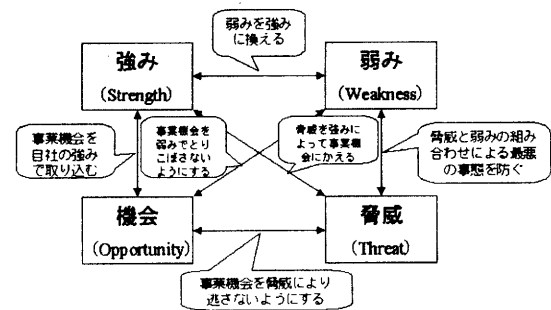 弱みを強み
に換える
強み
(Strength)
弱み
(Weakness)
事業機会を
自社の強み
で取り込む
事業機会を
弱みでとり
こぼさない
ようにする
脅威を強みに
よって事業機
会にかえる
脅威と弱みの組み
合わせによる最悪
の事態を防ぐ
機会
(Opportunity)
脅威
(Threat)
事業機会を脅威により
逃さないようにする